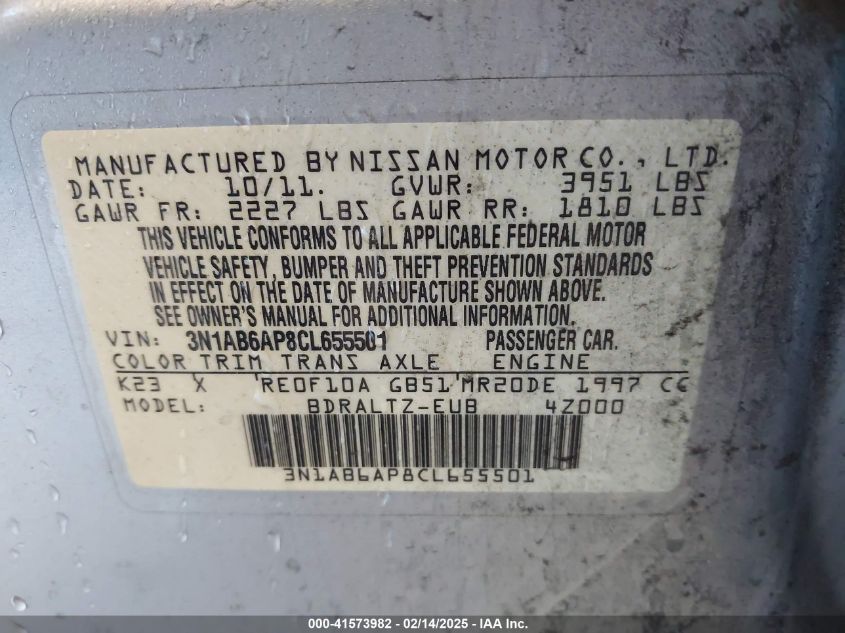 MANUFACTURED BY NISSAN MOTOR CO., LTD.
DATE: 10/11. GVWR: 3951 LBS
GAWR FR: 2227 LBS GAWR RR: 1810 LBS
THIS VEHICLE CONFORMS TO ALL APPLICABLE FEDERAL MOTOR
VEHICLE SAFETY, BUMPER AND THEFT PREVENTION STANDARDS
IN EFFECT ON THE DATE OF MANUFACTURE SHOWN ABOVE.
SEE OWNER'S MANUAL FOR ADDITIONAL INFORMATION.
VIN: 3N1AB6AP8CL655501 PASSENGER CAR.
COLOR TRIM TRANS AXLE ENGINE
K23 X RE0F10A GB51 MR20DE 1997 CC
MODEL: BDRALTZ-EUB 4Z000
3N1AB6AP8CL655501
000-41573982 - 02/14/2025 - IAA Inc.